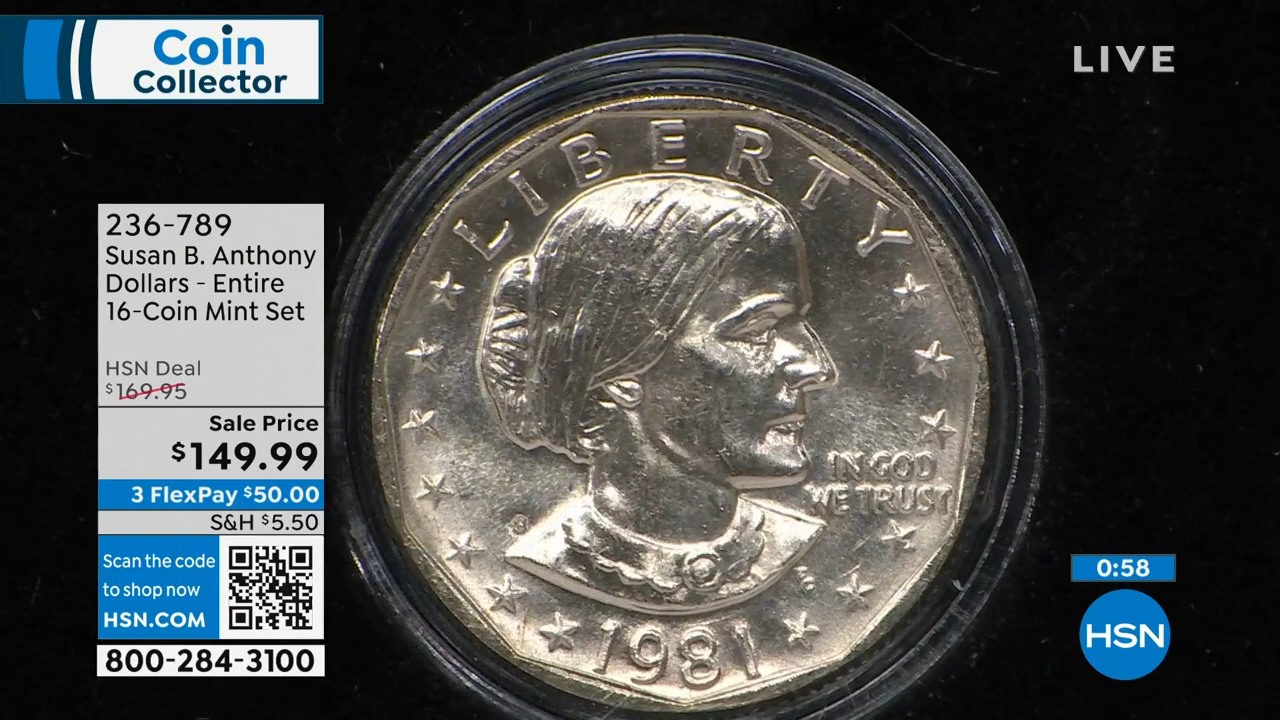 Coin
Collector
LIVE
236-789
Susan B. Anthony
Dollars - Entire
16-Coin Mint Set
HSN Deal
$169.95
Sale Price
$149.99
3 FlexPay $50.00
S&H $5.50
Scan the code
to shop now
HSN.COM
800-284-3100
LIBERTY
IN GOD
WE TRUST
S
1981
0:58
HSN